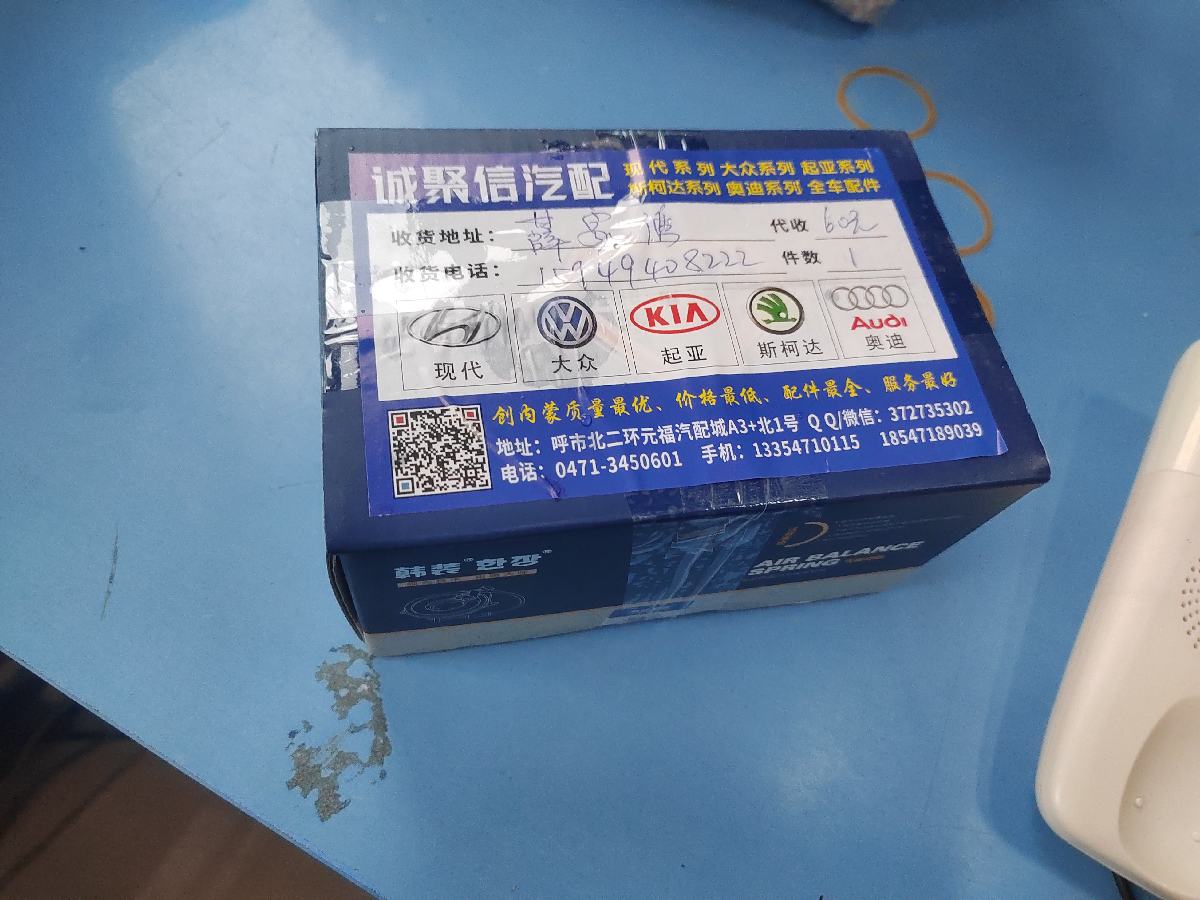 诚聚信汽配
现代系列 大众系列 起亚系列
斯柯达系列 奥迪系列 全车配件
收货地址： 薛家湾 代收 60元
收货电话： 15949408222 件数 1
KIA
Audi
现代 大众 起亚 斯柯达 奥迪
创内蒙质量最优、价格最低、配件最全、服务最好
地址：呼市北二环元福汽配城A3+北1号 QQ/微信：372735302
电话：0471-3450601 手机：13354710115 18547189039
韩装® 한장®
AIR BALANCE
SPRING